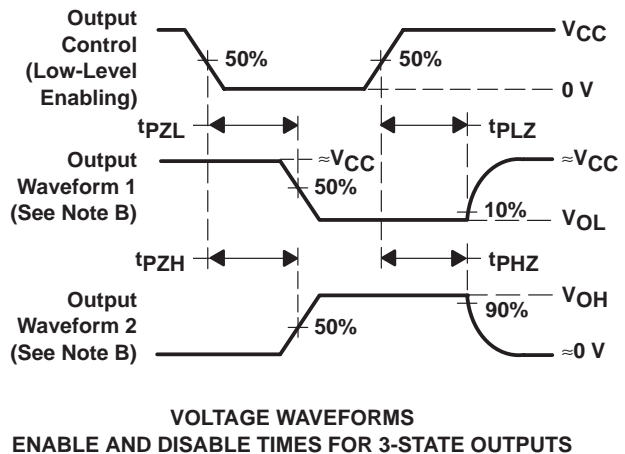 Output
Control
(Low-Level
Enabling)
50%
50%
VCC
0 V
tPZL
tPLZ
Output
Waveform 1
(See Note B)
≈VCC
50%
≈VCC
10%
VOL
tPZH
tPHZ
Output
Waveform 2
(See Note B)
50%
VOH
90%
≈0 V
VOLTAGE WAVEFORMS
ENABLE AND DISABLE TIMES FOR 3-STATE OUTPUTS